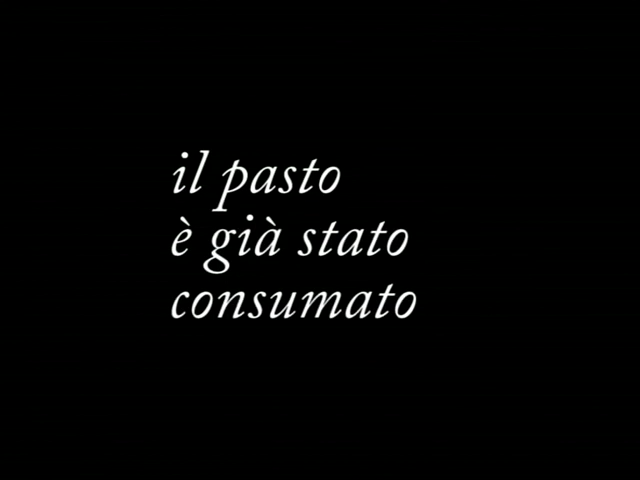 il pasto
è già stato
consumato